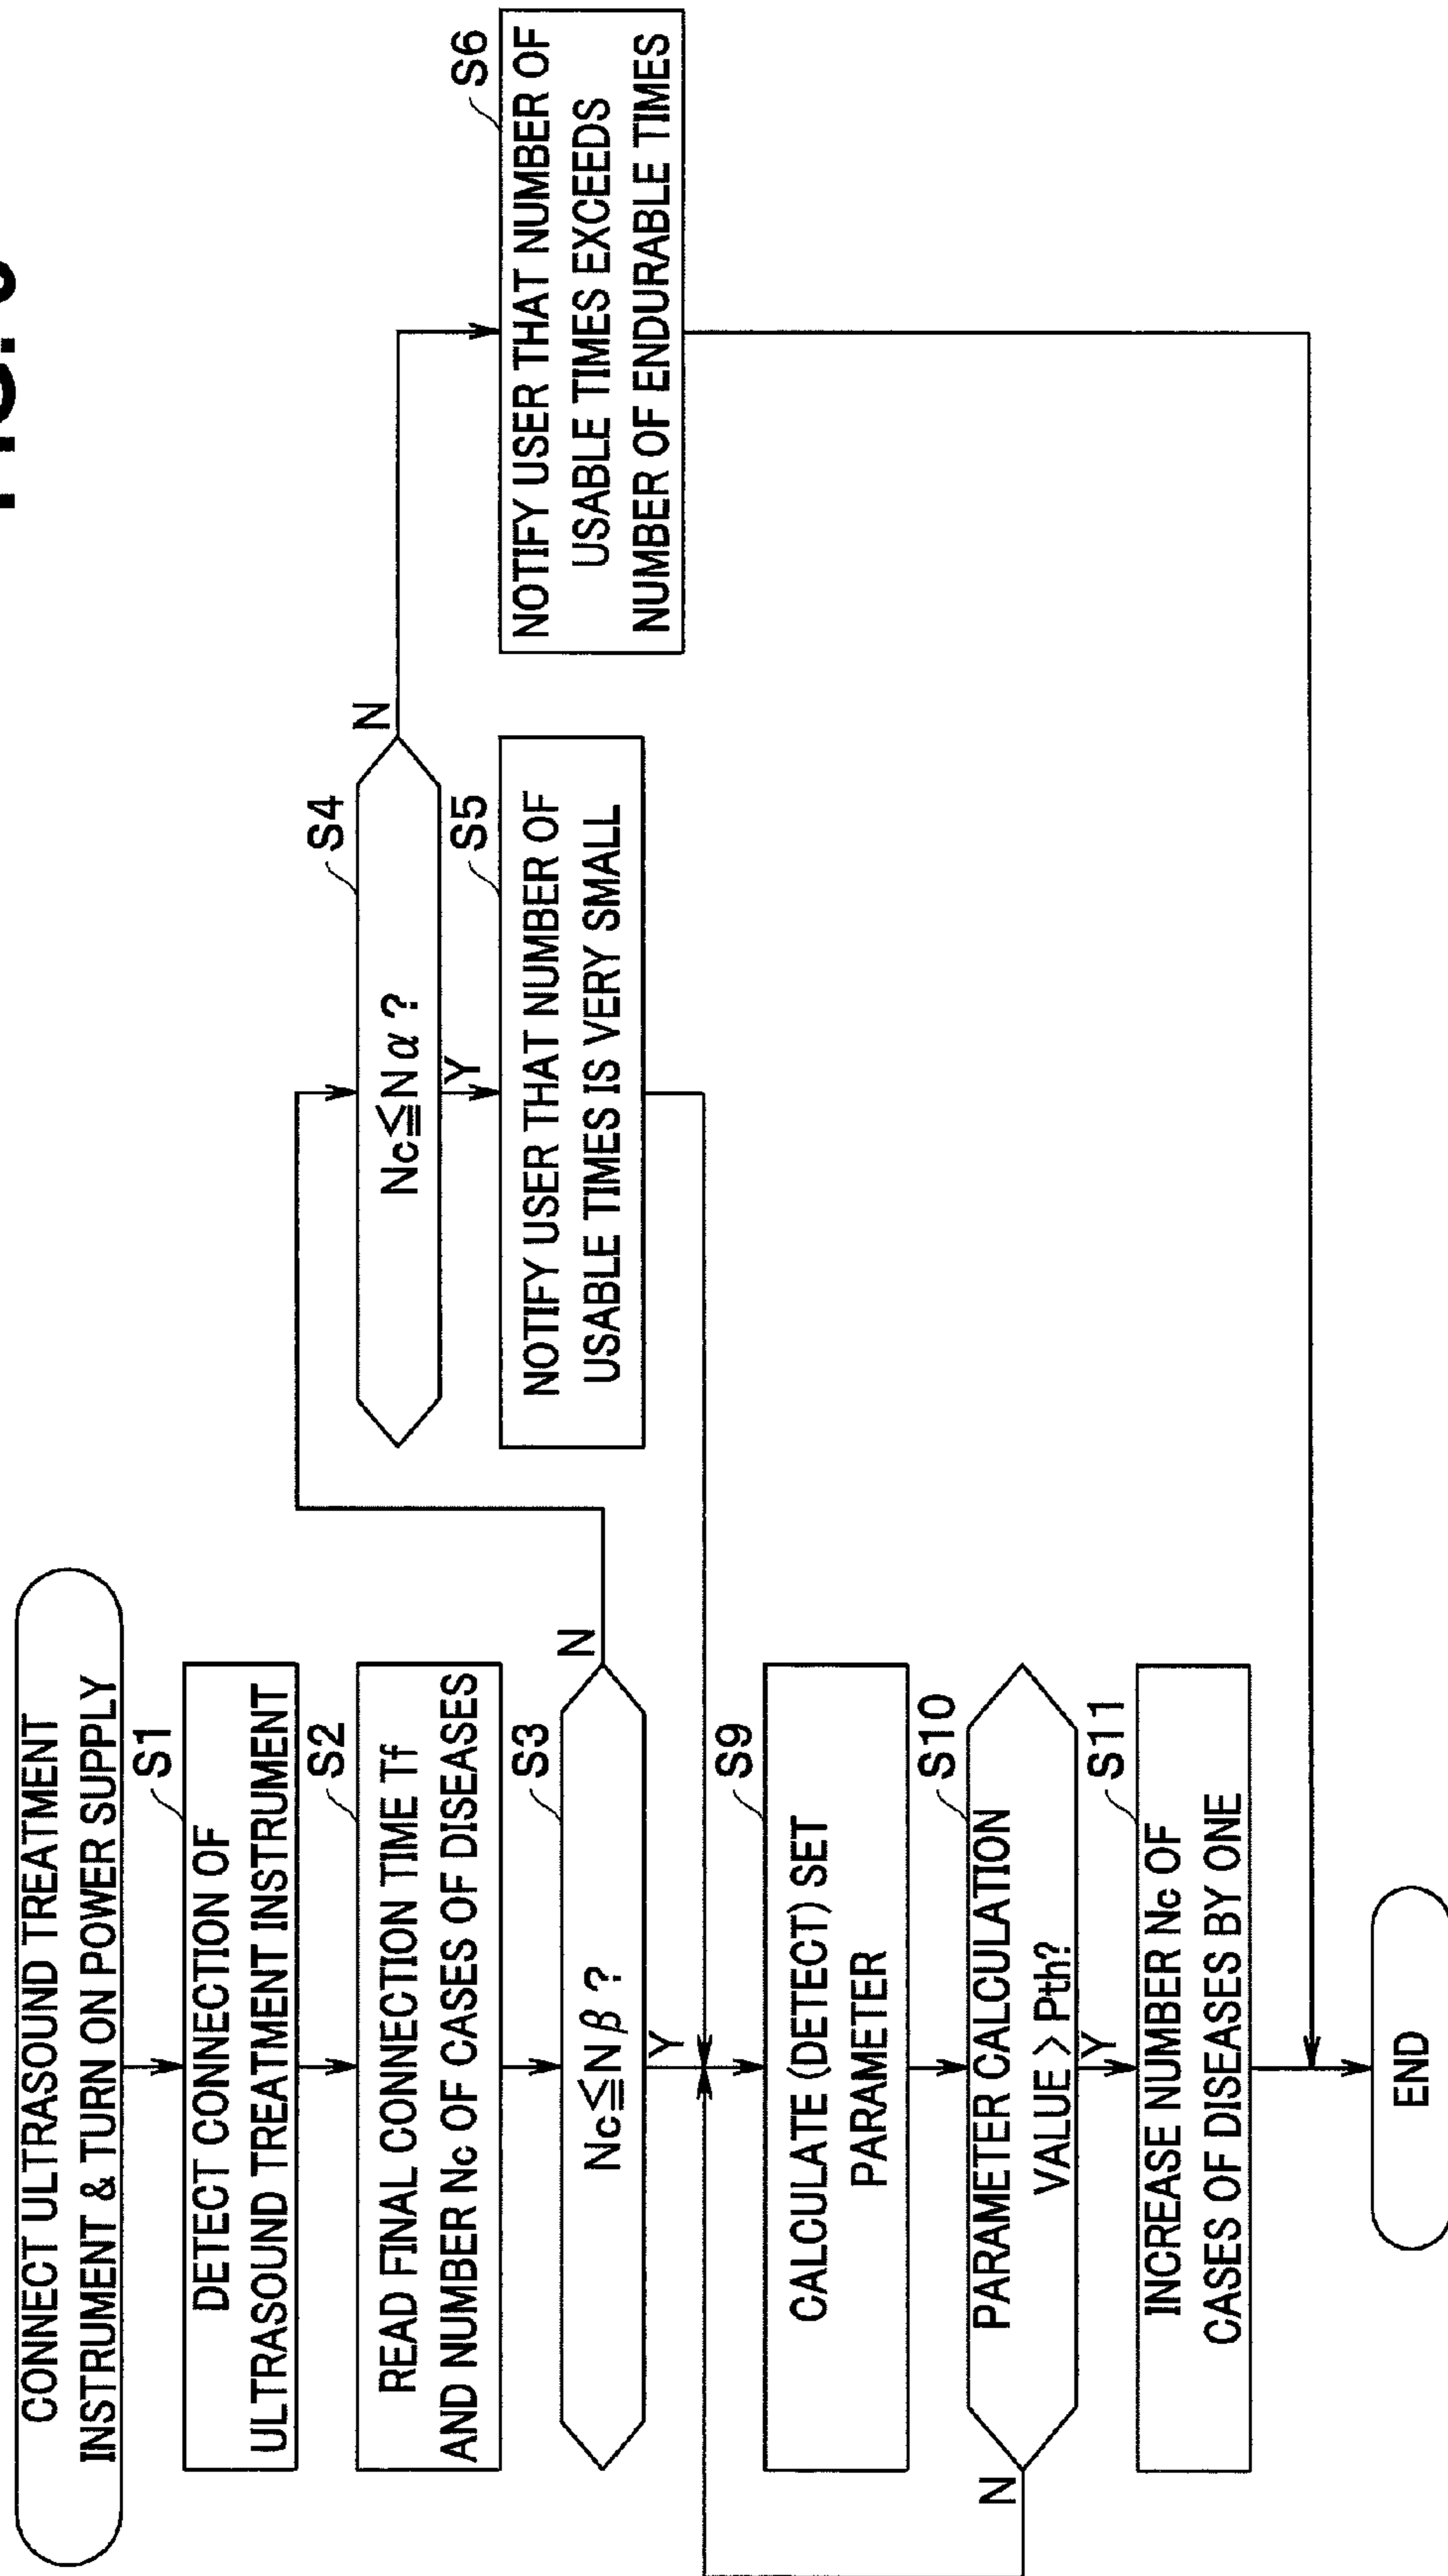 CONNECT ULTRASOUND TREATMENT
INSTRUMENT & TURN ON POWER SUPPLY
S1
DETECT CONNECTION OF
ULTRASOUND TREATMENT INSTRUMENT
S2
READ FINAL CONNECTION TIME Tf
AND NUMBER Nc OF CASES OF DISEASES
S3
Nc≦Nβ?
N
Y
S4
Nc≦Nα?
N
Y
S5
NOTIFY USER THAT NUMBER OF
USABLE TIMES IS VERY SMALL
S6
NOTIFY USER THAT NUMBER OF
USABLE TIMES EXCEEDS
NUMBER OF ENDURABLE TIMES
S9
CALCULATE (DETECT) SET
PARAMETER
S10
PARAMETER CALCULATION
VALUE > Pth?
N
Y
S11
INCREASE NUMBER Nc OF
CASES OF DISEASES BY ONE
END